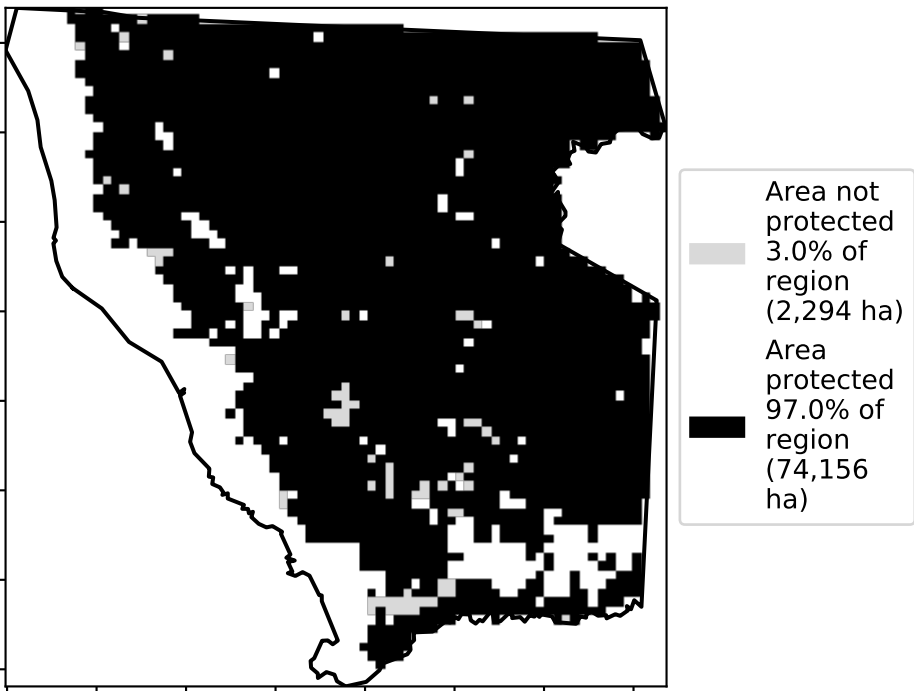 Area not
protected
3.0% of
region
(2,294 ha)
Area
protected
97.0% of
region
(74,156
ha)